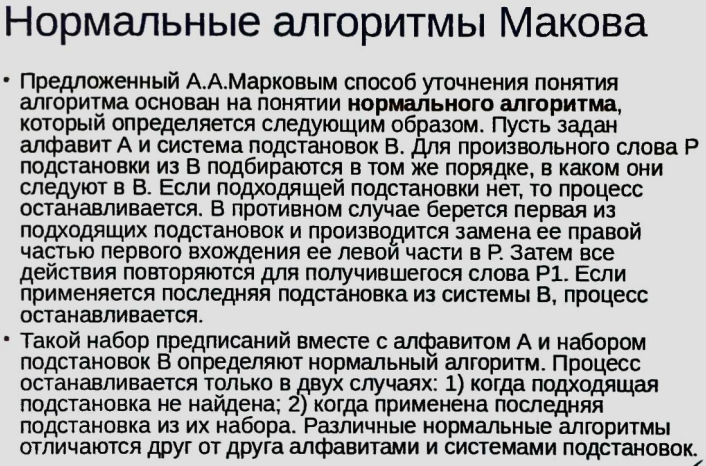 Нормальные алгоритмы Макова
• Предложенный А.А.Марковым способ уточнения понятия
алгоритма основан на понятии нормального алгоритма,
который определяется следующим образом. Пусть задан
алфавит А и система подстановок В. Для произвольного слова Р
подстановки из В подбираются в том же порядке, в каком они
следуют в В. Если подходящей подстановки нет, то процесс
останавливается. В противном случае берется первая из
подходящих подстановок и производится замена ее правой
частью первого вхождения ее левой части в Р. Затем все
действия повторяются для получившегося слова Р1. Если
применяется последняя подстановка из системы В, процесс
останавливается.
• Такой набор предписаний вместе с алфавитом А и набором
подстановок В определяют нормальный алгоритм. Процесс
останавливается только в двух случаях: 1) когда подходящая
подстановка не найдена; 2) когда применена последняя
подстановка из их набора. Различные нормальные алгоритмы
отличаются друг от друга алфавитами и системами подстановок.